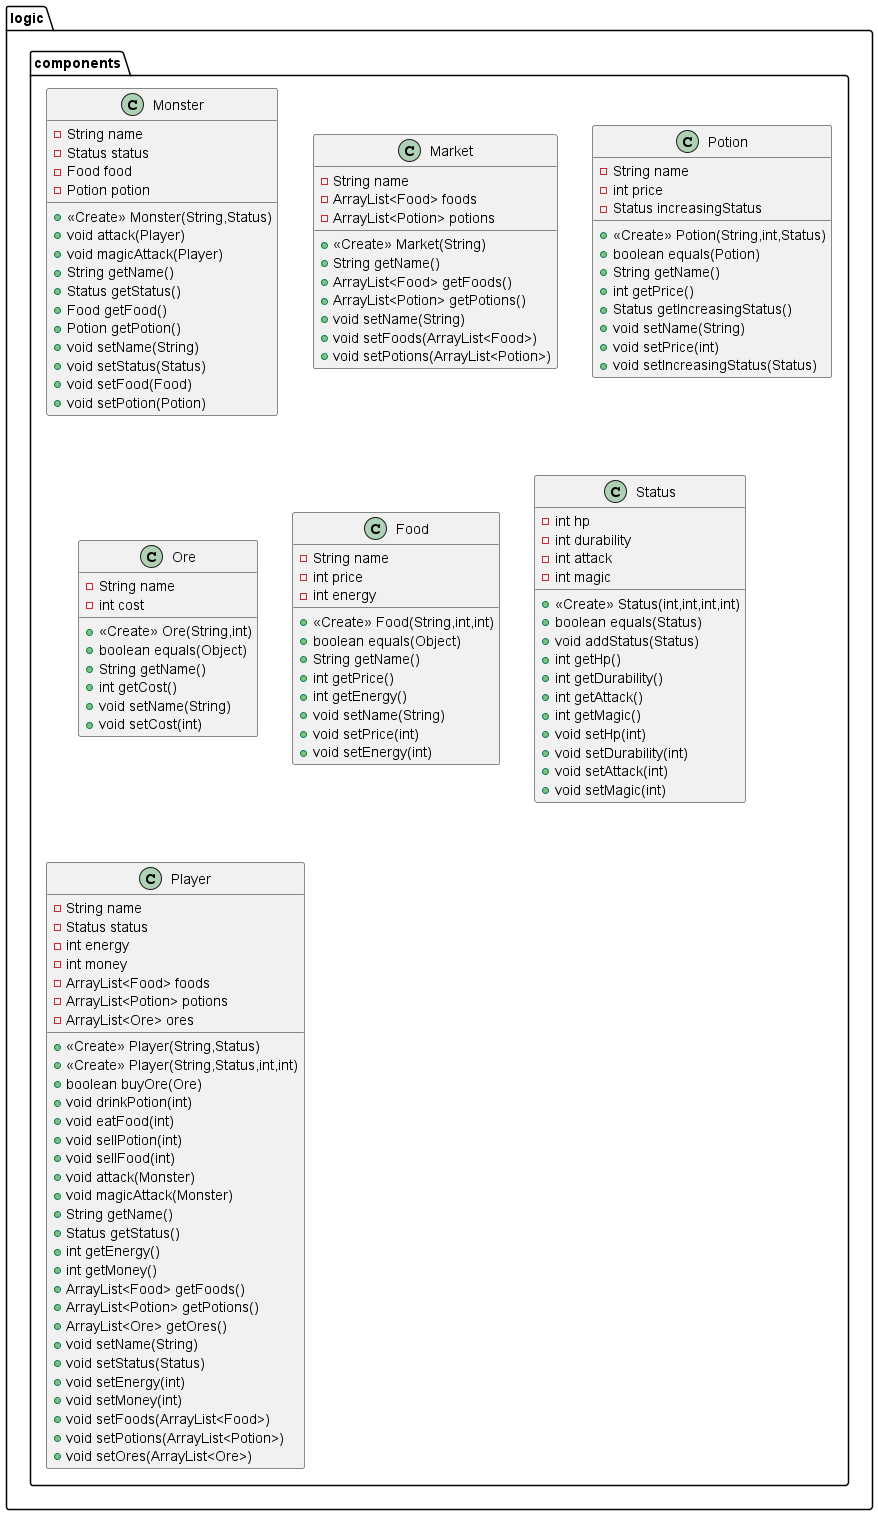 logic
components
C Monster
String name
Status status
Food food
Potion potion
«Create» Monster(String,Status)
void attack(Player)
void magicAttack(Player)
String getName()
Status getStatus()
Food getFood()
Potion getPotion()
void setName(String)
void setStatus(Status)
void setFood(Food)
void setPotion(Potion)
C Market
String name
ArrayList<Food> foods
ArrayList<Potion> potions
«Create» Market(String)
String getName()
ArrayList<Food> getFoods()
ArrayList<Potion> getPotions()
void setName(String)
void setFoods(ArrayList<Food>)
void setPotions(ArrayList<Potion>)
C Potion
String name
int price
Status increasingStatus
«Create» Potion(String,int,Status)
boolean equals(Potion)
String getName()
int getPrice()
Status getIncreasingStatus()
void setName(String)
void setPrice(int)
void setIncreasingStatus(Status)
C Ore
String name
int cost
«Create» Ore(String,int)
boolean equals(Object)
String getName()
int getCost()
void setName(String)
void setCost(int)
C Food
String name
int price
int energy
«Create» Food(String,int,int)
boolean equals(Object)
String getName()
int getPrice()
int getEnergy()
void setName(String)
void setPrice(int)
void setEnergy(int)
C Status
int hp
int durability
int attack
int magic
«Create» Status(int,int,int,int)
boolean equals(Status)
void addStatus(Status)
int getHp()
int getDurability()
int getAttack()
int getMagic()
void setHp(int)
void setDurability(int)
void setAttack(int)
void setMagic(int)
C Player
String name
Status status
int energy
int money
ArrayList<Food> foods
ArrayList<Potion> potions
ArrayList<Ore> ores
«Create» Player(String,Status)
«Create» Player(String,Status,int,int)
boolean buyOre(Ore)
void drinkPotion(int)
void eatFood(int)
void sellPotion(int)
void sellFood(int)
void attack(Monster)
void magicAttack(Monster)
String getName()
Status getStatus()
int getEnergy()
int getMoney()
ArrayList<Food> getFoods()
ArrayList<Potion> getPotions()
ArrayList<Ore> getOres()
void setName(String)
void setStatus(Status)
void setEnergy(int)
void setMoney(int)
void setFoods(ArrayList<Food>)
void setPotions(ArrayList<Potion>)
void setOres(ArrayList<Ore>)